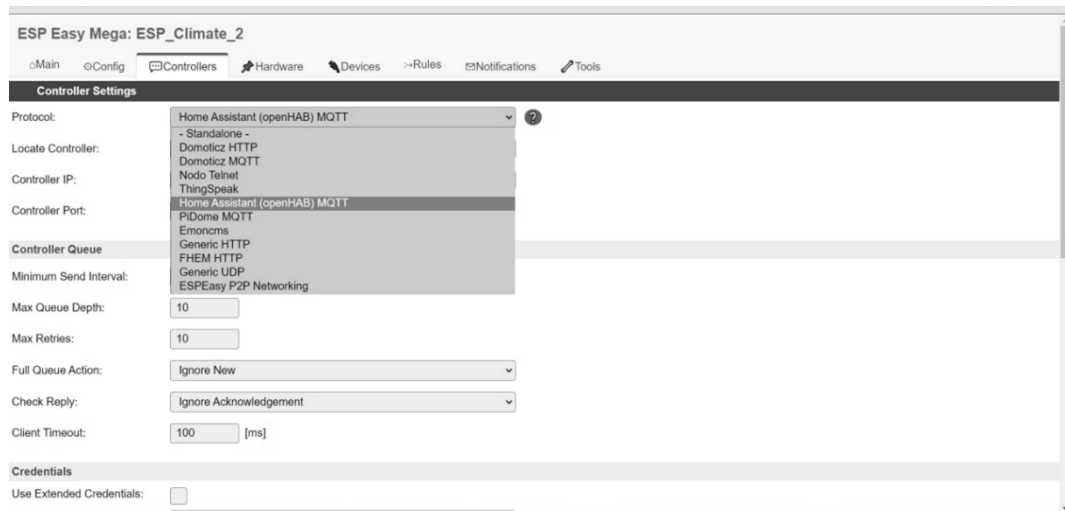 ESP Easy Mega: ESP_Climate_2
Main Config Controllers Hardware Devices Rules Notifications Tools
Controller Settings
Protocol: Home Assistant (openHAB) MQTT ?
- Standalone -
Locate Controller: Domoticz HTTP
Domoticz MQTT
Controller IP: Nodo Telnet
ThingSpeak
Home Assistant (openHAB) MQTT
Controller Port: PiDome MQTT
Emoncms
Controller Queue Generic HTTP
FHEM HTTP
Minimum Send Interval: Generic UDP
ESPEasy P2P Networking
Max Queue Depth: 10
Max Retries: 10
Full Queue Action: Ignore New
Check Reply: Ignore Acknowledgement
Client Timeout: 100 [ms]
Credentials
Use Extended Credentials: